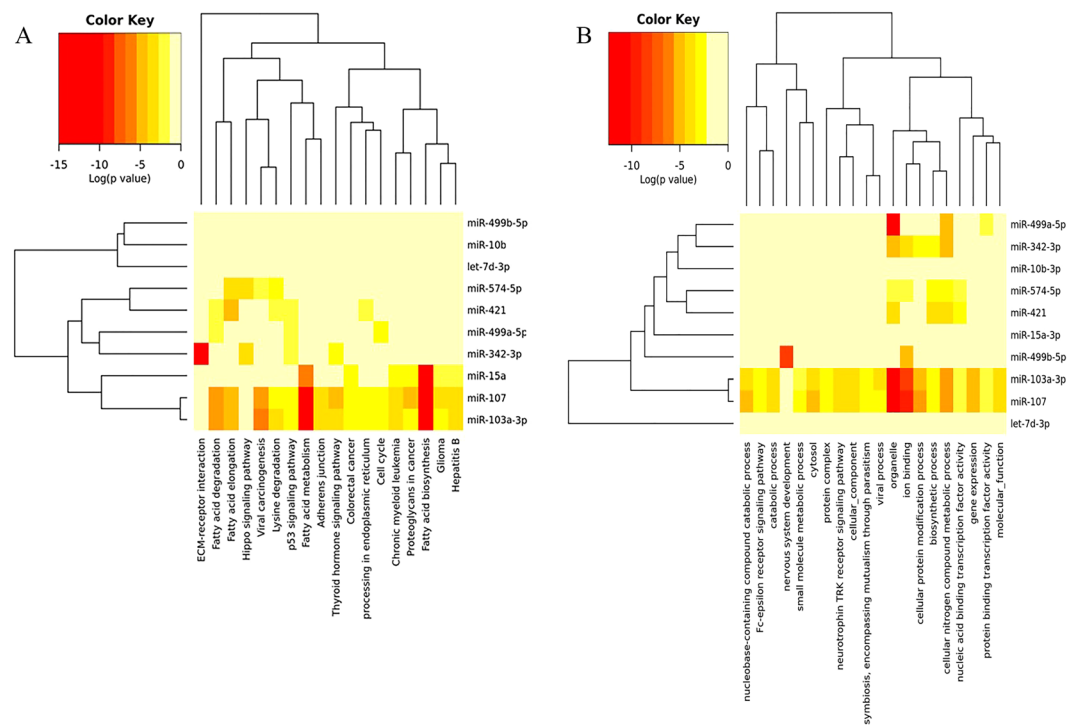 A
Color Key
-15
-10
-5
0
Log(p value)
miR-499b-5p
miR-10b
let-7d-3p
miR-574-5p
miR-421
miR-499a-5p
miR-342-3p
miR-15a
miR-107
miR-103a-3p
ECM-receptor interaction
Fatty acid degradation
Fatty acid elongation
Hippo signaling pathway
Viral carcinogenesis
Lysine degradation
p53 signaling pathway
Fatty acid metabolism
Adherens junction
Thyroid hormone signaling pathway
Colorectal cancer
processing in endoplasmic reticulum
Cell cycle
Chronic myeloid leukemia
Proteoglycans in cancer
Fatty acid biosynthesis
Glioma
Hepatitis B
B
Color Key
-10
-5
0
Log(p value)
miR-499a-5p
miR-342-3p
miR-10b-3p
miR-574-5p
miR-421
miR-15a-3p
miR-499b-5p
miR-103a-3p
miR-107
let-7d-3p
nucleobase-containing compound catabolic process
Fc-epsilon receptor signaling pathway
catabolic process
nervous system development
small molecule metabolic process
cytosol
protein complex
neurotrophin TRK receptor signaling pathway
cellular_component
symbiosis, encompassing mutualism through parasitism
viral process
organelle
ion binding
cellular protein modification process
biosynthetic process
cellular nitrogen compound metabolic process
nucleic acid binding transcription factor activity
gene expression
protein binding transcription factor activity
molecular_function